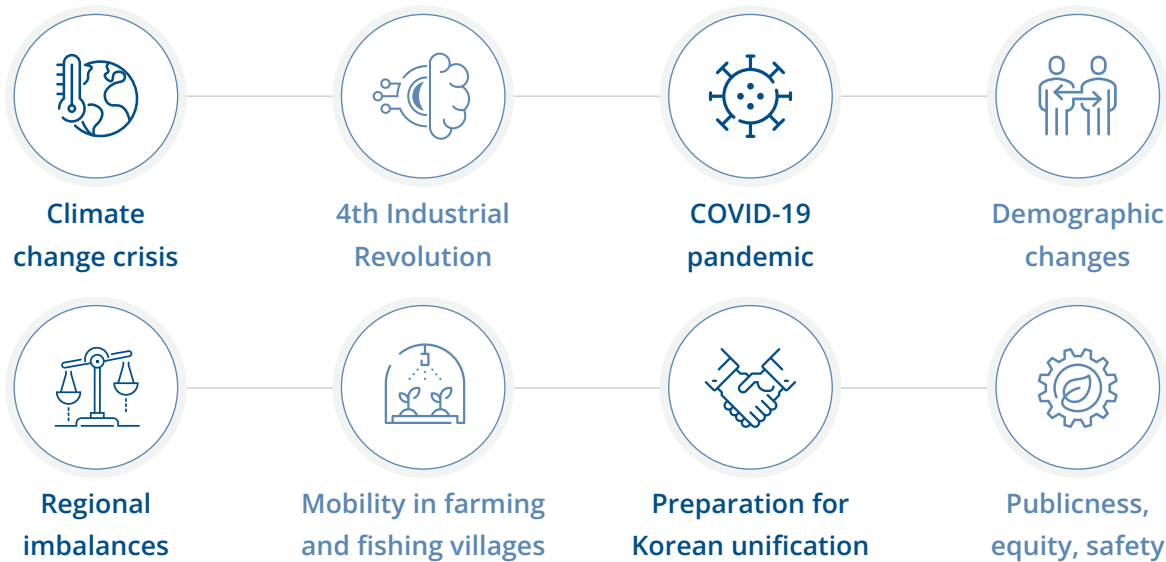 Climate
change crisis
4th Industrial
Revolution
COVID-19
pandemic
Demographic
changes
Regional
imbalances
Mobility in farming
and fishing villages
Preparation for
Korean unification
Publicness,
equity, safety